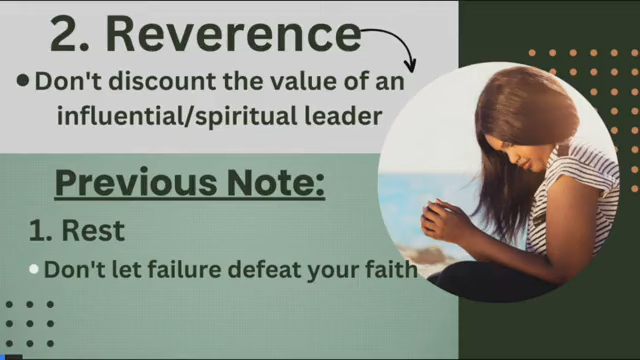 2. Reverence
Don't discount the value of an
influential/spiritual leader
Previous Note:
1. Rest
Don't let failure defeat your faith